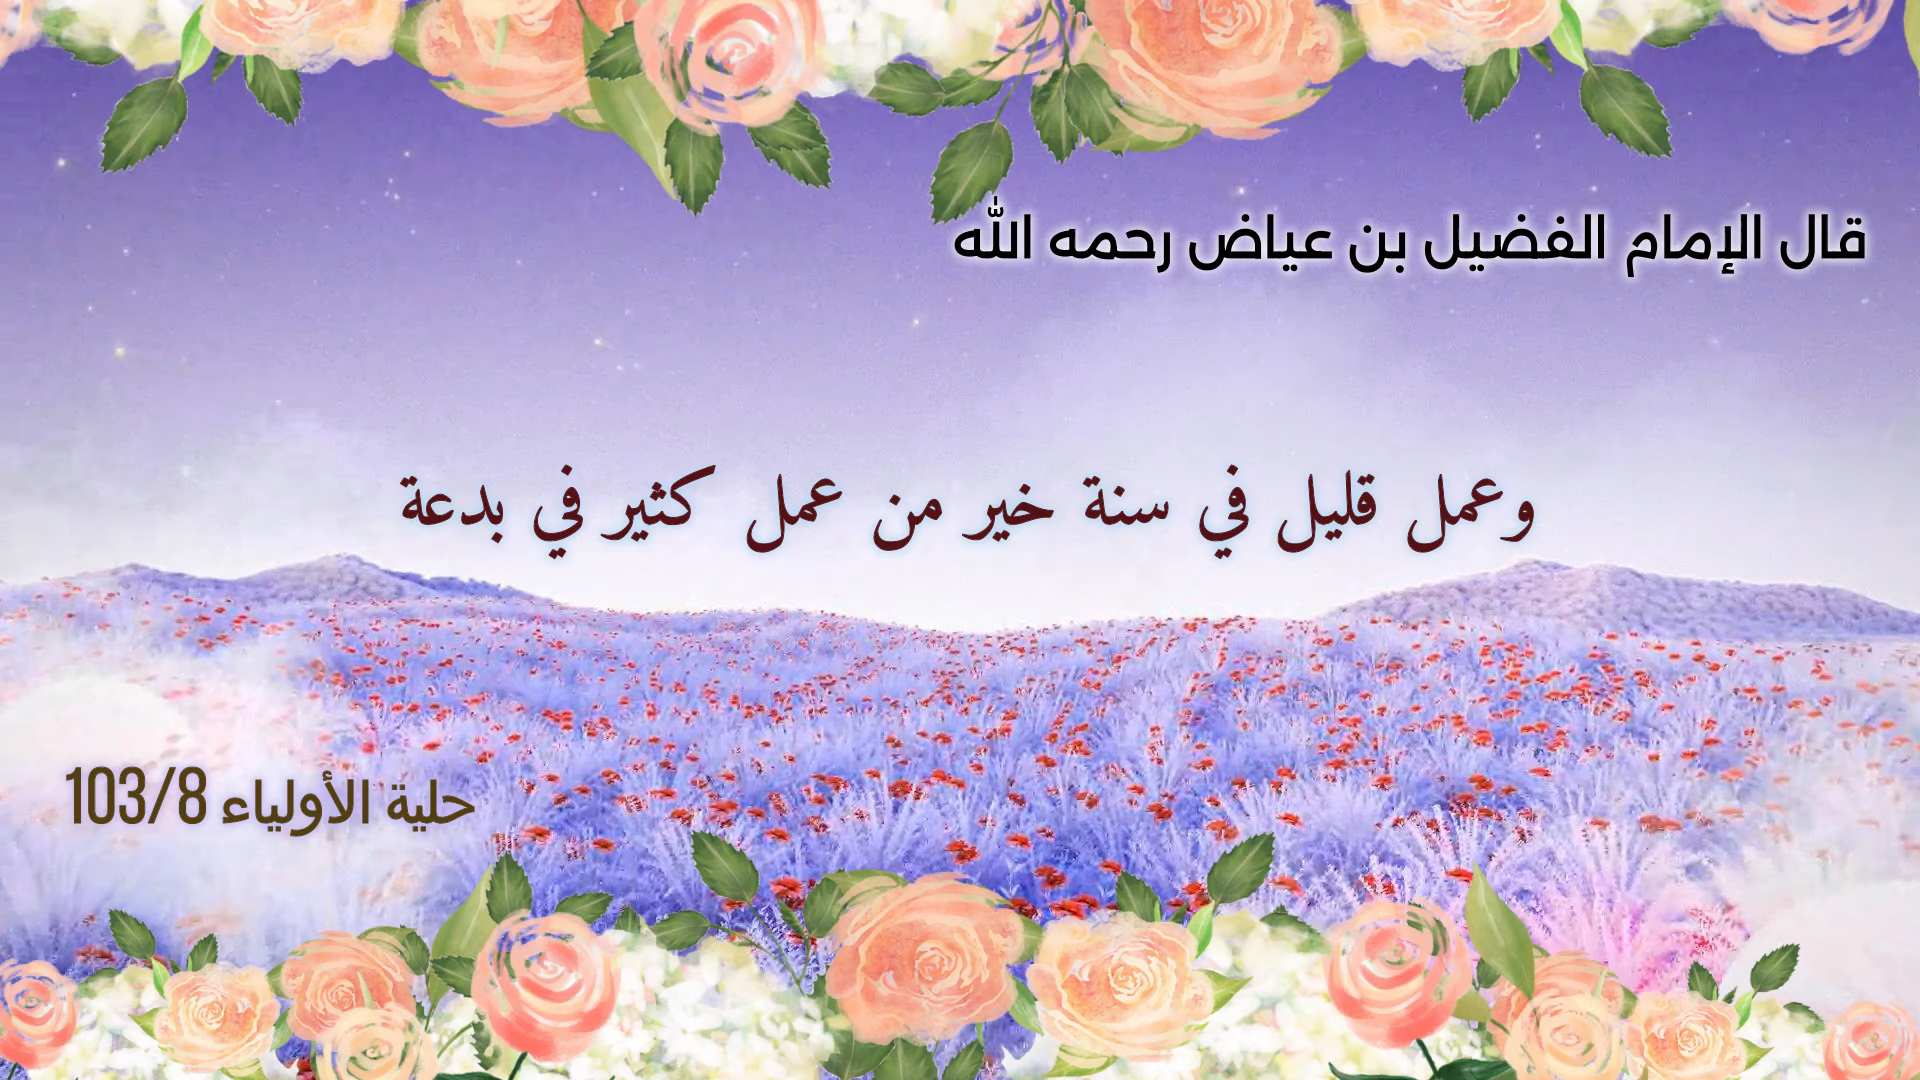 قال الإمام الفضيل بن عياض رحمه الله
وعمل قليل في سنة خير من عمل كثير في بدعة
حلية الأولياء 103/8